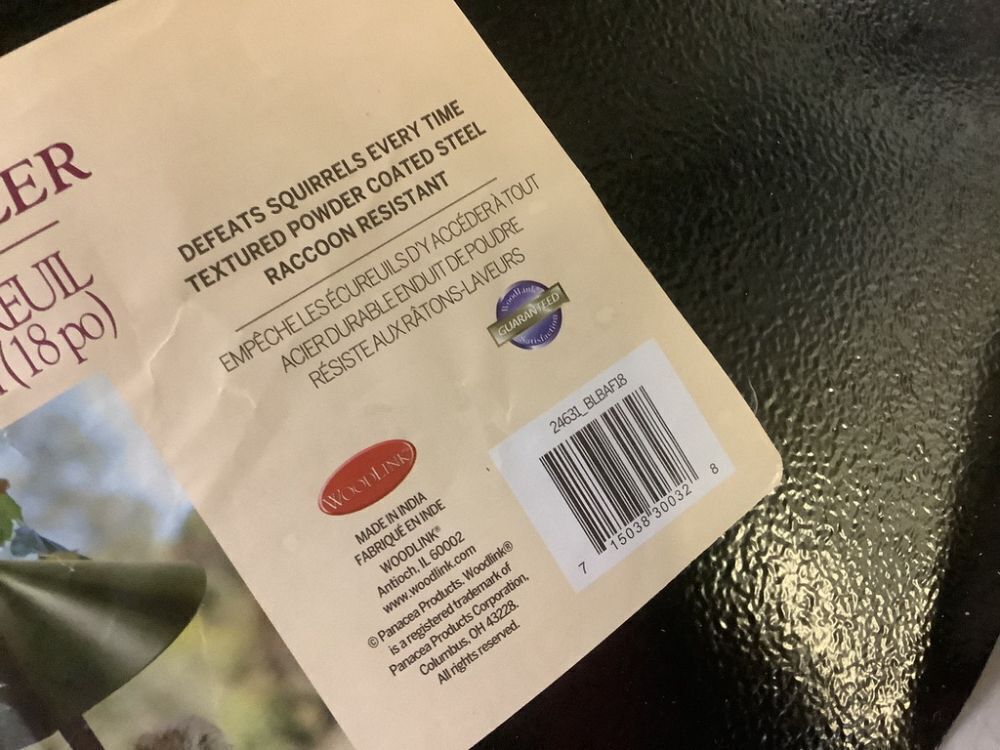 DEFEATS SQUIRRELS EVERY TIME
TEXTURED POWDER COATED STEEL
RACCOON RESISTANT
EMPÊCHE LES ÉCUREUILS D'Y ACCÉDER À TOUT
ACIER DURABLE ENDUIT DE POUDRE
RÉSISTE AUX RÂTONS-LAVEURS
(18 po)
WoodLink
GUARANTEED
Satisfaction
24631_BLBAF18
7 15038 30032 8
WOODLINK
MADE IN INDIA
FABRIQUÉ EN INDE
WOODLINK®
Antioch, IL 60002
www.woodlink.com
© Panacea Products. Woodlink®
is a registered trademark of
Panacea Products Corporation,
Columbus, OH 43228.
All rights reserved.